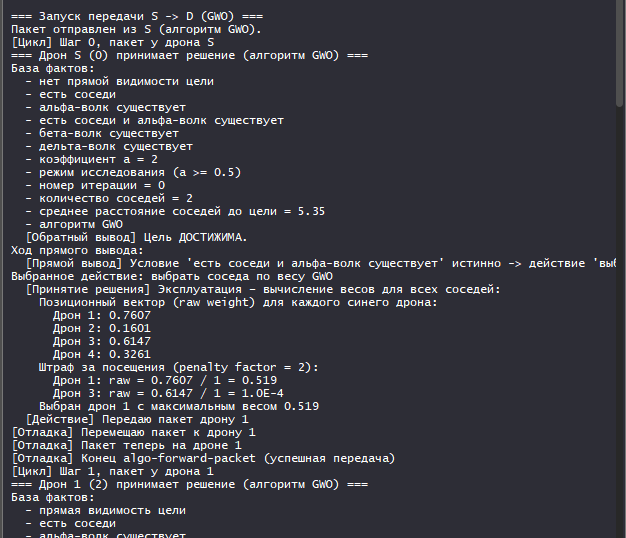 === Запуск передачи S -> D (GWO) ===
Пакет отправлен из S (алгоритм GWO).
[Цикл] Шаг 0, пакет у дрона S
=== Дрон S (0) принимает решение (алгоритм GWO) ===
База фактов:
- нет прямой видимости цели
- есть соседи
- альфа-волк существует
- есть соседи и альфа-волк существует
- бета-волк существует
- дельта-волк существует
- коэффициент a = 2
- режим исследования (a >= 0.5)
- номер итерации = 0
- количество соседей = 2
- среднее расстояние соседей до цели = 5.35
- алгоритм GWO
[Обратный вывод] Цель ДОСТИЖИМА.
Ход прямого вывода:
[Прямой вывод] Условие 'есть соседи и альфа-волк существует' истинно -> действие 'выб
Выбранное действие: выбрать соседа по весу GWO
[Принятие решения] Эксплуатация – вычисление весов для всех соседей:
Позиционный вектор (raw weight) для каждого синего дрона:
Дрон 1: 0.7607
Дрон 2: 0.1601
Дрон 3: 0.6147
Дрон 4: 0.3261
Штраф за посещения (penalty factor = 2):
Дрон 1: raw = 0.7607 / 1 = 0.519
Дрон 3: raw = 0.6147 / 1 = 1.0E-4
Выбран дрон 1 с максимальным весом 0.519
[Действие] Передаю пакет дрону 1
[Отладка] Перемещаю пакет к дрону 1
[Отладка] Пакет теперь на дроне 1
[Отладка] Конец algo-forward-packet (успешная передача)
[Цикл] Шаг 1, пакет у дрона 1
=== Дрон 1 (2) принимает решение (алгоритм GWO) ===
База фактов:
- прямая видимость цели
- есть соседи
- альфа-волк существует